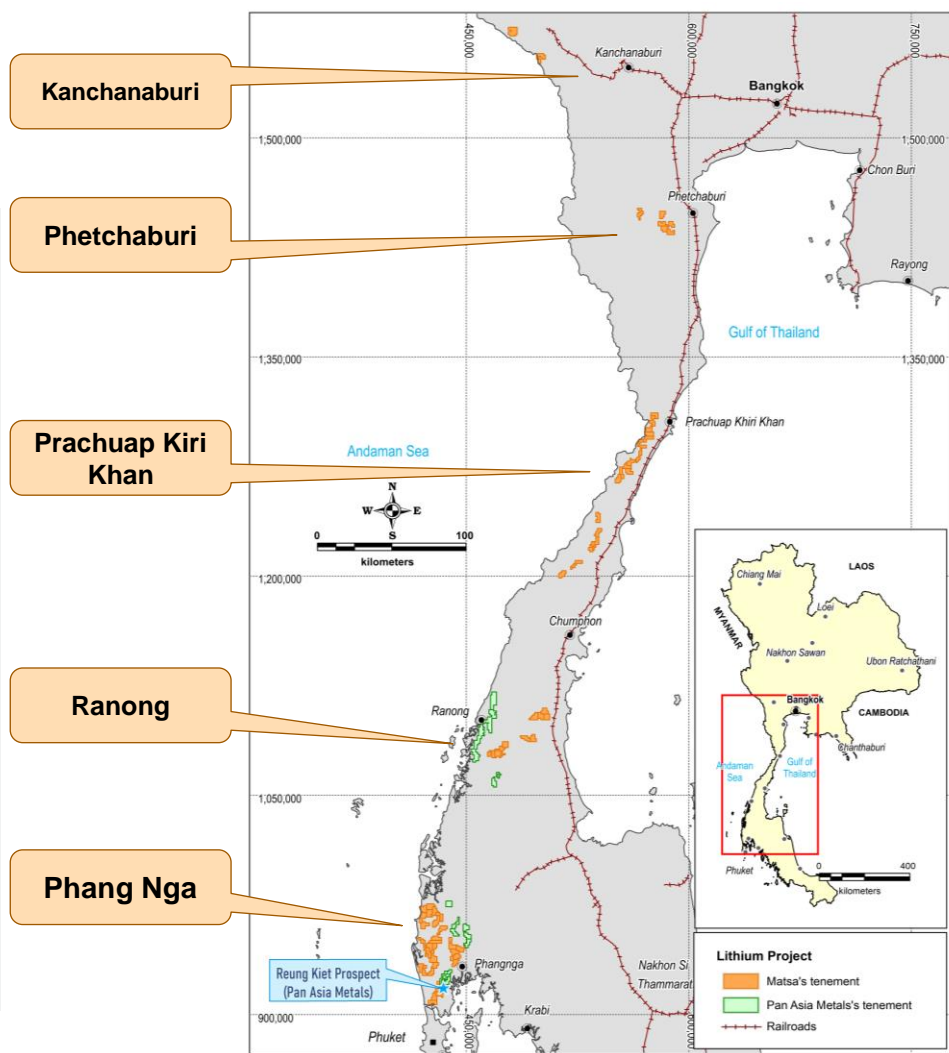 450,000
600,000
750,000
Kanchanaburi
Kanchanaburi
Bangkok
1,500,000
1,500,000
Chon Buri
Phetchaburi
Phetchaburi
Rayong
Gulf of Thailand
1,350,000
1,350,000
Prachuap Kiri
Khan
Prachuap Khiri Khan
Andaman Sea
N
W
E
S
0
100
kilometers
1,200,000
Chumphon
Ranong
Ranong
1,050,000
Phang Nga
Reung Kiet Prospect
(Pan Asia Metals)
Phangnga
Nakhon Si
Thammarat
900,000
450,000
600,000
Krabi
Phuket
LAOS
Chiang Mai
MYANMAR
Loei
Nakhon Sawan
Ubon Ratchathani
Bangkok
CAMBODIA
Chanthaburi
Andaman
Sea
Gulf of
Thailand
Phuket
0
400
kilometers
Lithium Project
Matsa's tenement
Pan Asia Metals's tenement
Railroads